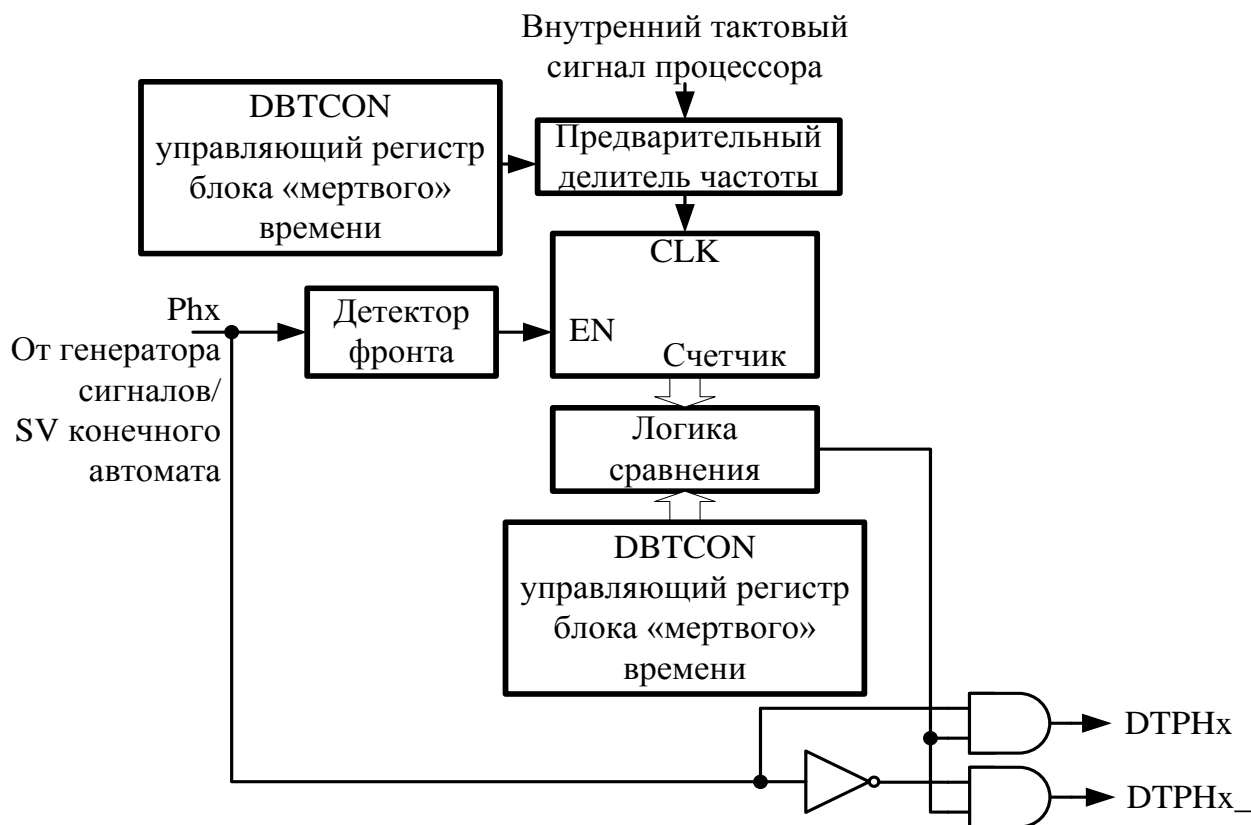 Внутренний тактовый
сигнал процессора
DBTCON
управляющий регистр
блока «мертвого»
времени
Предварительный
делитель частоты
CLK
EN
Счетчик
Phx
От генератора
сигналов/
SV конечного
автомата
Детектор
фронта
Логика
сравнения
DBTCON
управляющий регистр
блока «мертвого»
времени
DTPHx
DTPHx_